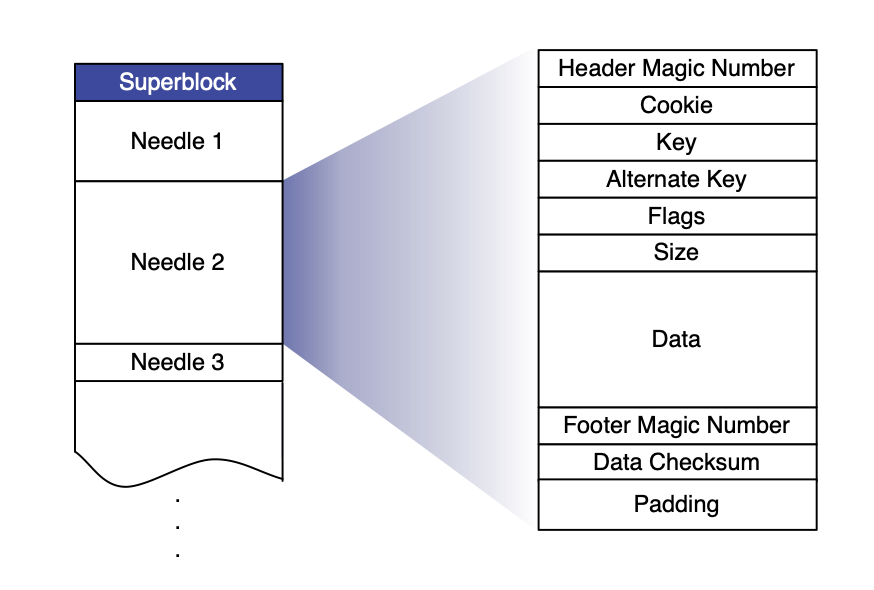 Superblock
Needle 1
Needle 2
Needle 3
.
.
.
Header Magic Number
Cookie
Key
Alternate Key
Flags
Size
Data
Footer Magic Number
Data Checksum
Padding